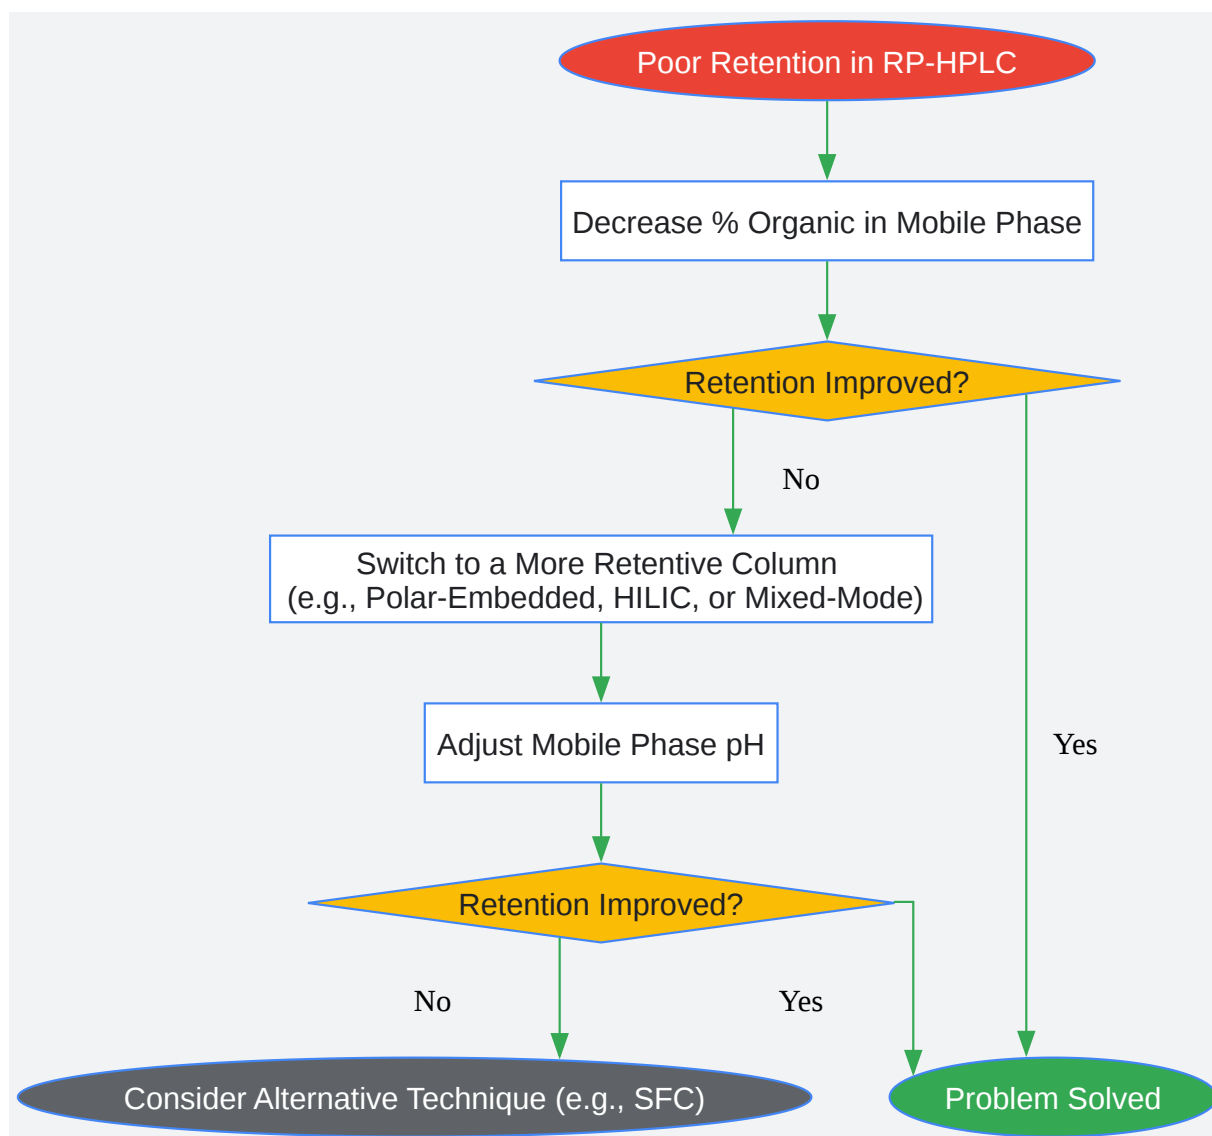 Poor Retention in RP-HPLC
Decrease % Organic in Mobile Phase
Retention Improved?
No
Switch to a More Retentive Column
(e.g., Polar-Embedded, HILIC, or Mixed-Mode)
Adjust Mobile Phase pH
Yes
Retention Improved?
No
Yes
Consider Alternative Technique (e.g., SFC)
Problem Solved